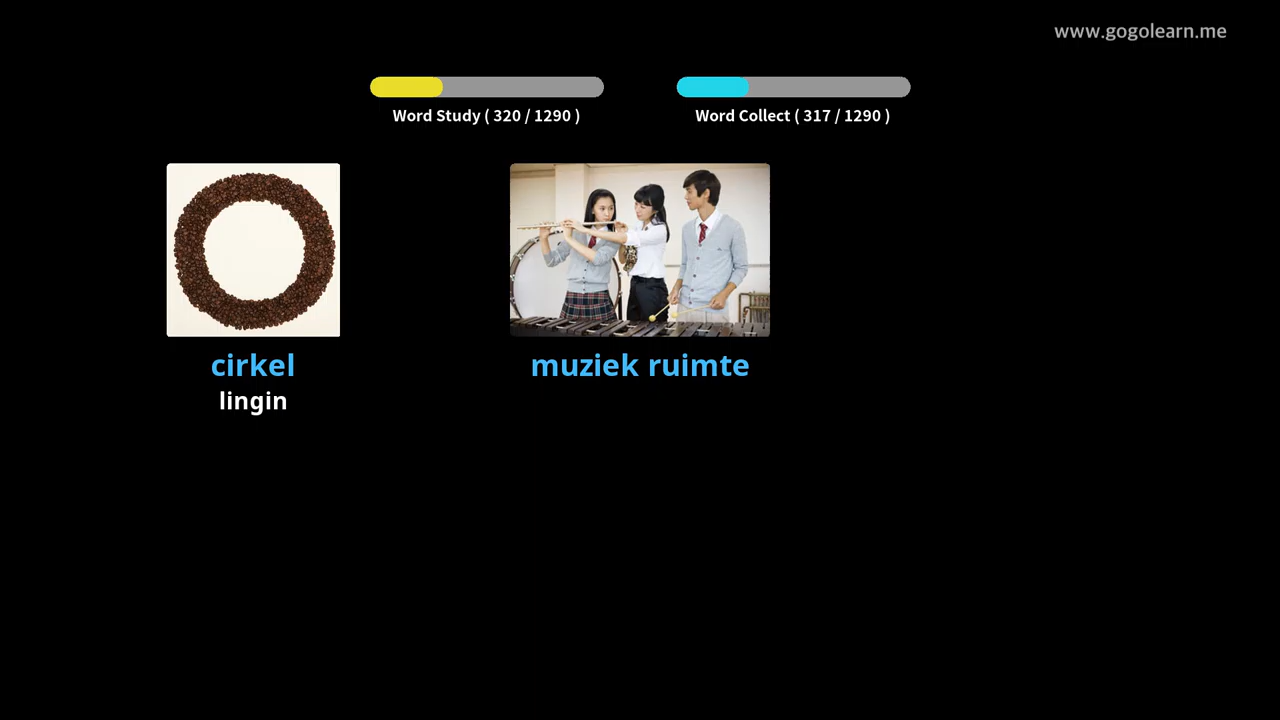 www.gogolearn.me
Word Study ( 320 / 1290 )
Word Collect ( 317 / 1290 )
cirkel
lingin
muziek ruimte